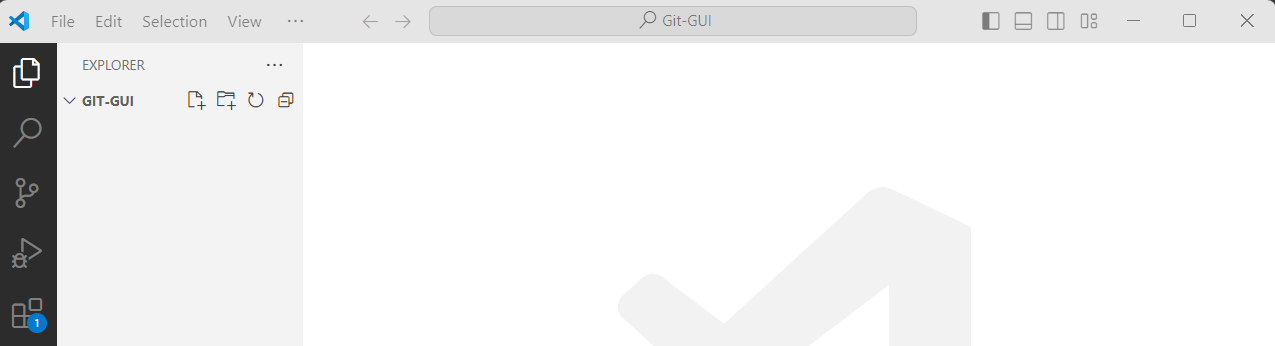 File Edit Selection View ··· Git-GUI
EXPLORER ···
GIT-GUI
1